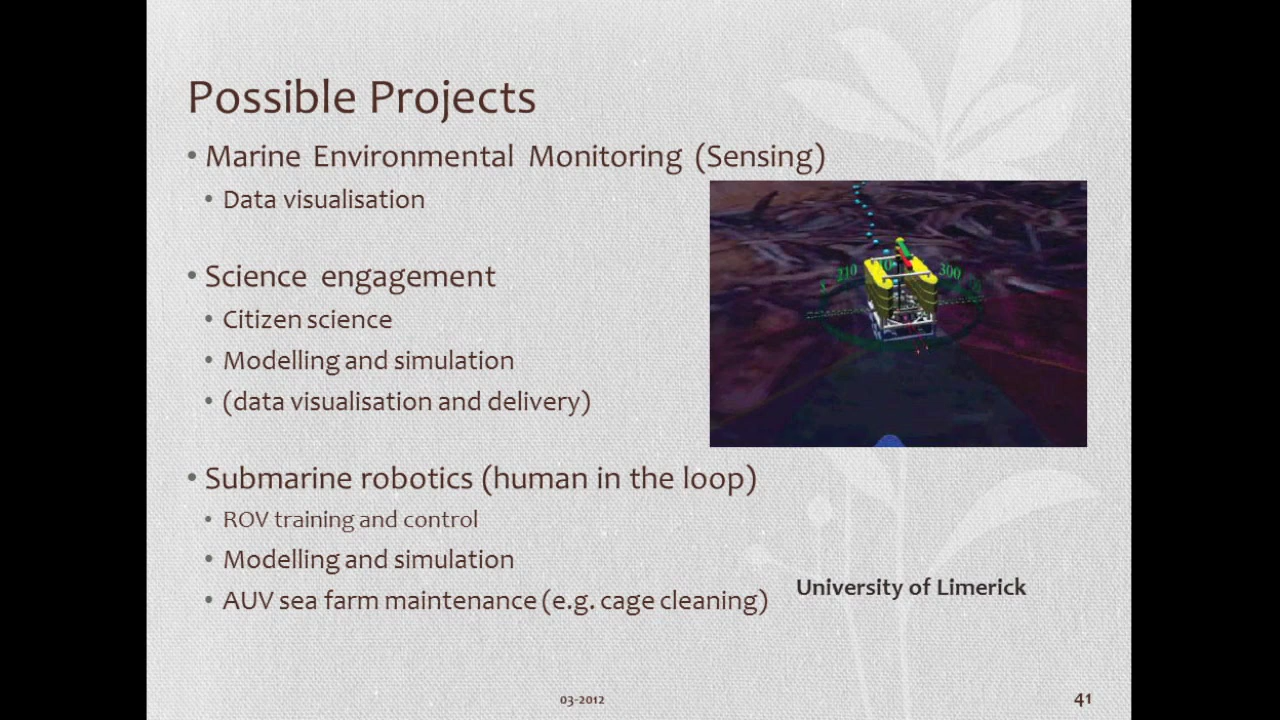 Possible Projects
• Marine Environmental Monitoring (Sensing)
• Data visualisation
• Science engagement
• Citizen science
• Modelling and simulation
• (data visualisation and delivery)
210
300
• Submarine robotics (human in the loop)
• ROV training and control
• Modelling and simulation
• AUV sea farm maintenance (e.g. cage cleaning)
University of Limerick
03-2012
41